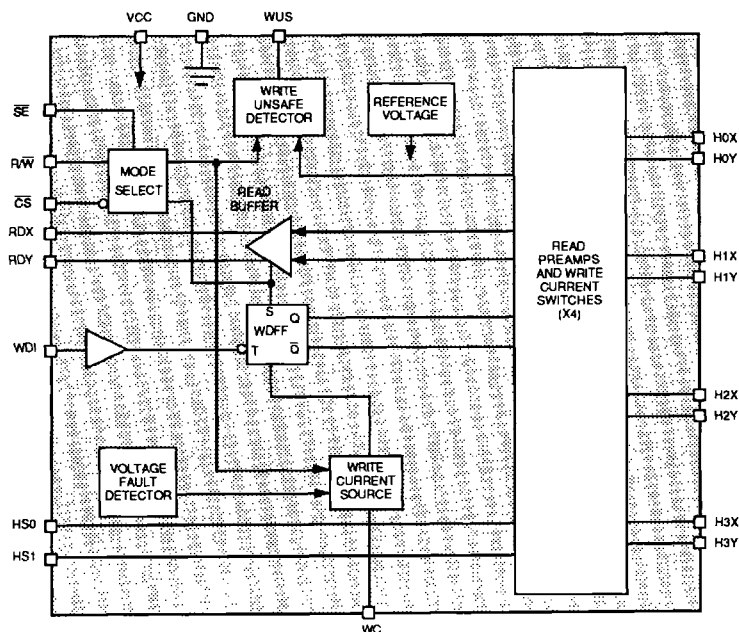 VCC
GND
WUS
WRITE
UNSAFE
DETECTOR
REFERENCE
VOLTAGE
S̅E̅
R/W̅
C̅S̅
MODE
SELECT
READ
BUFFER
RDX
RDY
WDI
S
Q
WDFF
T
Q̅
READ
PREAMPS
AND WRITE
CURRENT
SWITCHES
(X4)
H0X
H0Y
H1X
H1Y
H2X
H2Y
H3X
H3Y
VOLTAGE
FAULT
DETECTOR
WRITE
CURRENT
SOURCE
HS0
HS1
WC